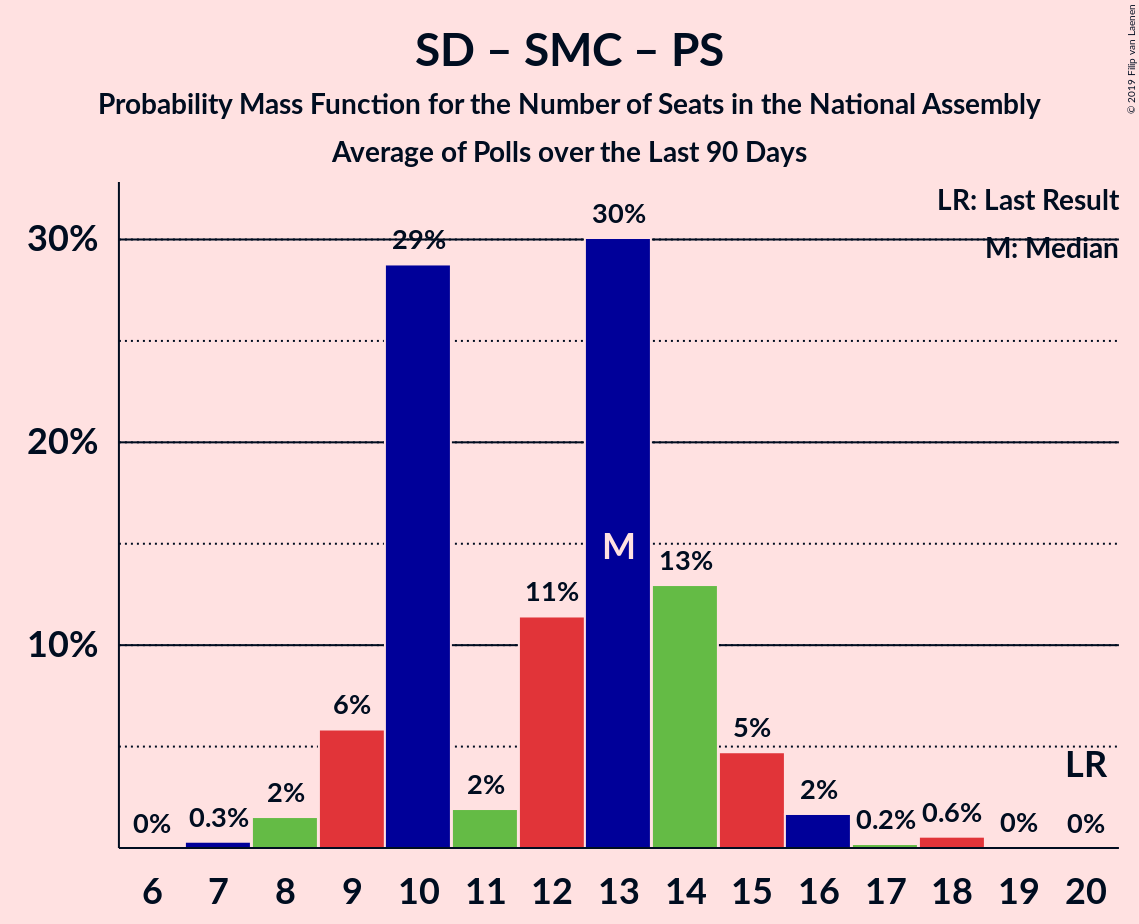 SD – SMC – PS
Probability Mass Function for the Number of Seats in the National Assembly
Average of Polls over the Last 90 Days
© 2019 Filip van Laenen
LR: Last Result
M: Median
30%
20%
10%
0%
0.3%
2%
6%
29%
2%
11%
30%
M
13%
5%
2%
0.2%
0.6%
0%
LR
0%
6 7 8 9 10 11 12 13 14 15 16 17 18 19 20